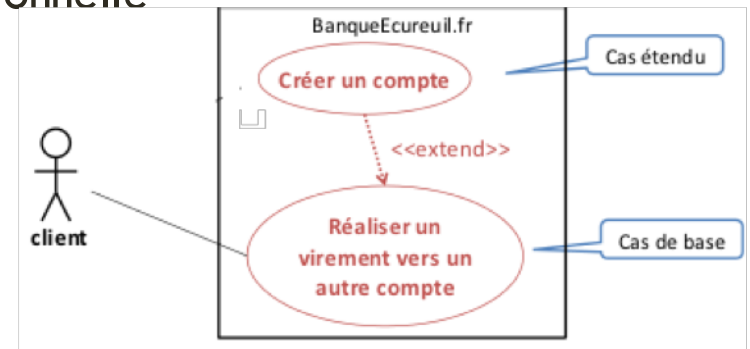 onnelle
BanqueEcureuil.fr
Créer un compte
Cas étendu
<<extend>>
client
Réaliser un
virement vers un
autre compte
Cas de base